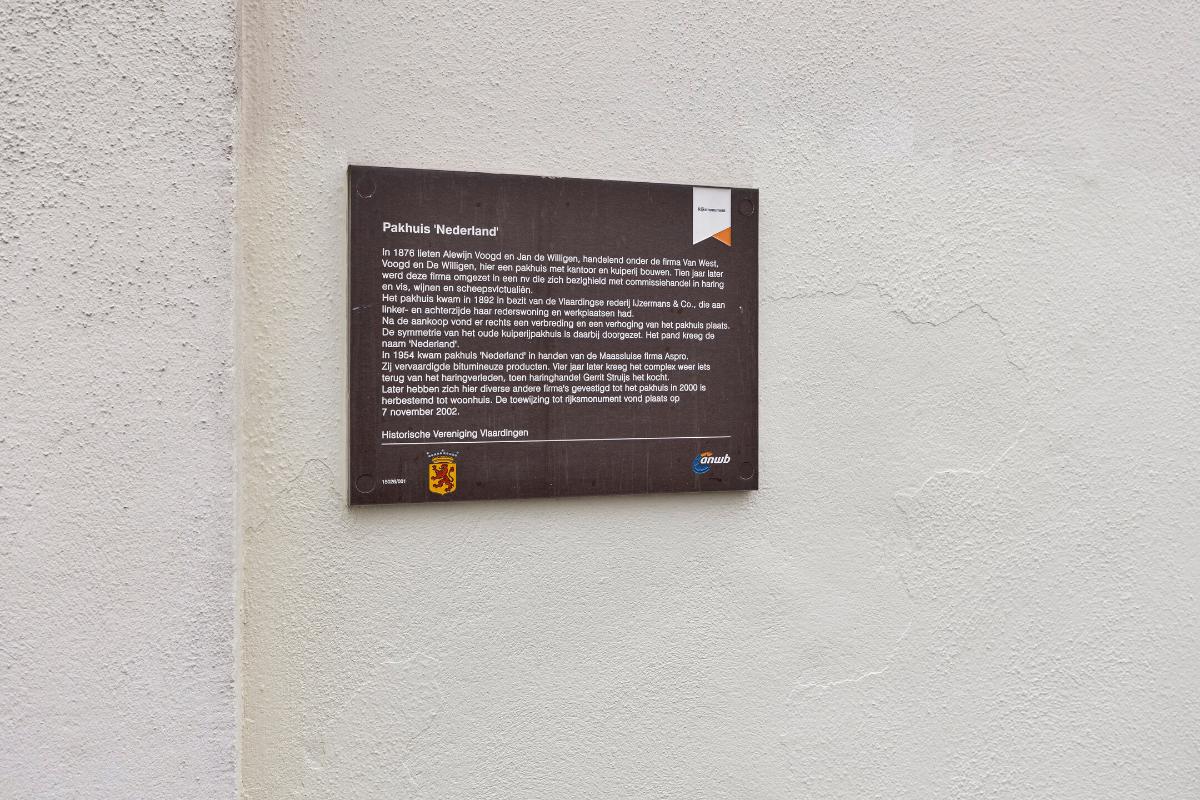 Pakhuis 'Nederland'
In 1876 lieten Alewijn Voogd en Jan de Willigen, handelend onder de firma Van West,
Voogd en De Willigen, hier een pakhuis met kantoor en kuiperij bouwen. Tien jaar later
werd deze firma omgezet in een nv die zich bezighield met commissiehandel in haring
en vis, wijnen en scheepsvictualiën.
Het pakhuis kwam in 1892 in bezit van de Vlaardingse rederij IJzermans & Co., die aan
linker- en achterzijde haar rederswoning en werkplaatsen had.
Na de aankoop vond er rechts een verbreding en een verhoging van het pakhuis plaats.
De symmetrie van het oude kuiperijpakhuis is daarbij doorgezet. Het pand kreeg de
naam 'Nederland'.
In 1954 kwam pakhuis 'Nederland' in handen van de Maassluise firma Aspro.
Zij vervaardigde bitumineuze producten. Vier jaar later kreeg het complex weer iets
terug van het haringverleden, toen haringhandel Gerrit Struijs het kocht.
Later hebben zich hier diverse andere firma's gevestigd tot het pakhuis in 2000 is
herbestemd tot woonhuis. De toewijzing tot rijksmonument vond plaats op
7 november 2002.
Historische Vereniging Vlaardingen
anwb
15026/001